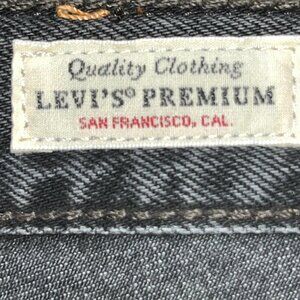 Quality Clothing
LEVI'S® PREMIUM
SAN FRANCISCO, CAL.